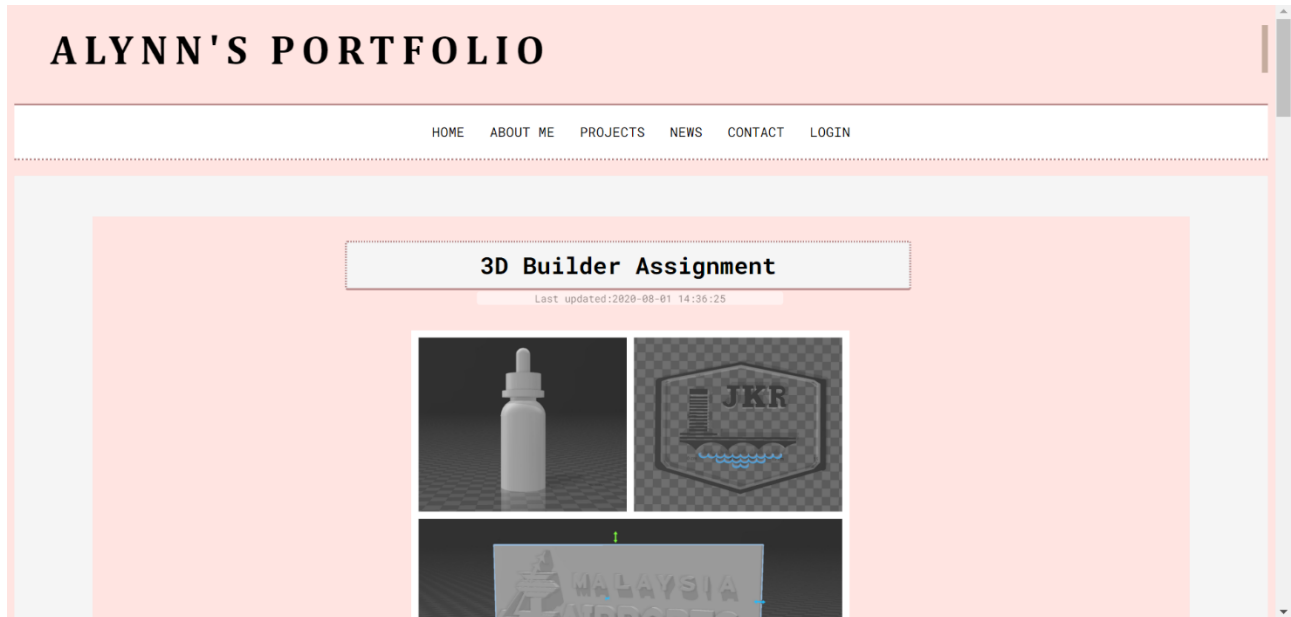 ALYNN'S PORTFOLIO
HOME ABOUT ME PROJECTS NEWS CONTACT LOGIN
3D Builder Assignment
Last updated:2020-08-01 14:36:25
JKR
MALAYSIA
AIRPORTS